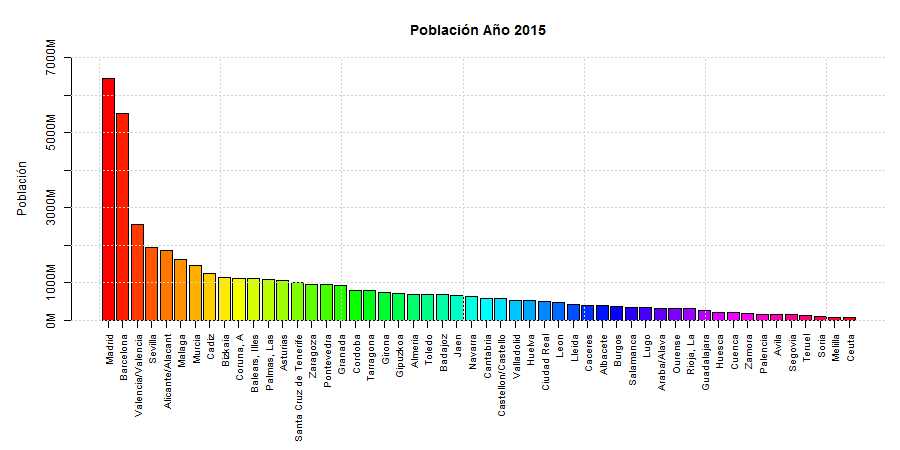 Población Año 2015
Población
7000M
5000M
3000M
1000M
0M
Madrid
Barcelona
Valencia/Valencia
Sevilla
Alicante/Alacant
Malaga
Murcia
Cadiz
Bizkaia
Coruna, A
Balears, Illes
Palmas, Las
Asturias
Santa Cruz de Tenerife
Zaragoza
Pontevedra
Granada
Cordoba
Tarragona
Girona
Gipuzkoa
Almeria
Toledo
Badajoz
Jaen
Navarra
Cantabria
Castellon/Castello
Valladolid
Huelva
Ciudad Real
Leon
Lleida
Caceres
Albacete
Burgos
Salamanca
Lugo
Araba/Alava
Ourense
Rioja, La
Guadalajara
Huesca
Cuenca
Zamora
Palencia
Avila
Segovia
Teruel
Soria
Melilla
Ceuta